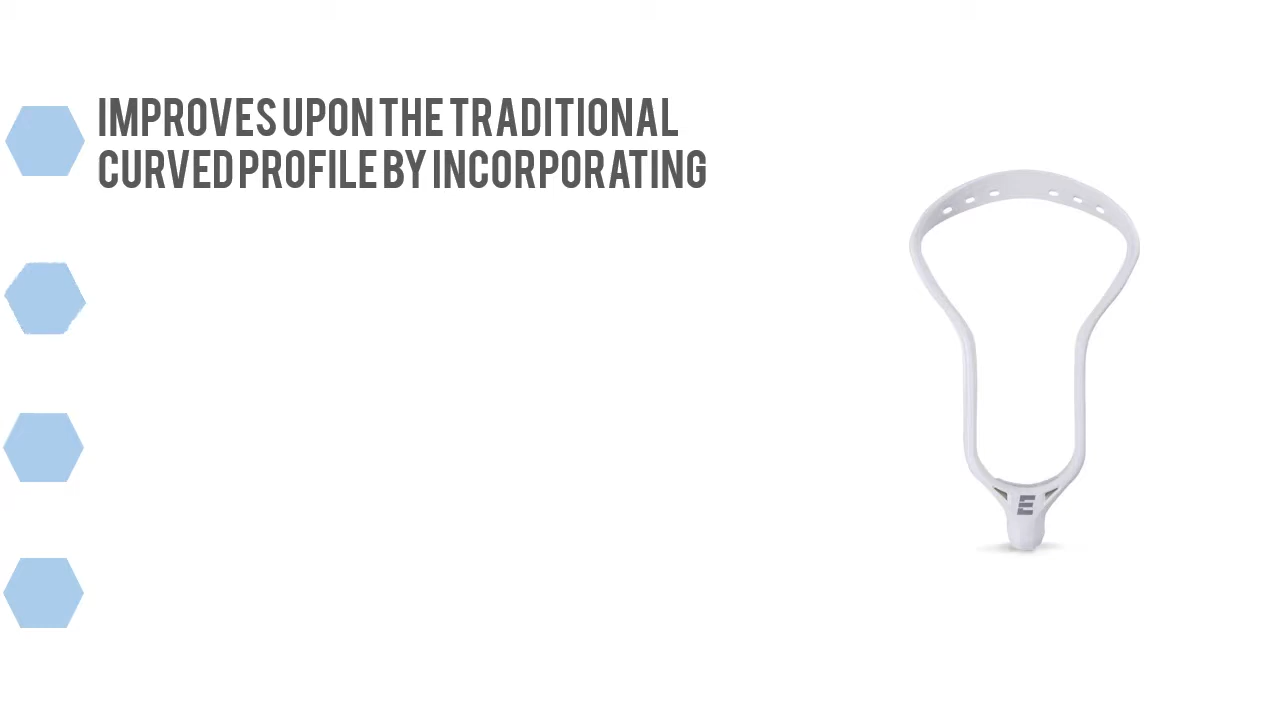 IMPROVES UPON THE TRADITIONAL
CURVED PROFILE BY INCORPORATING
E